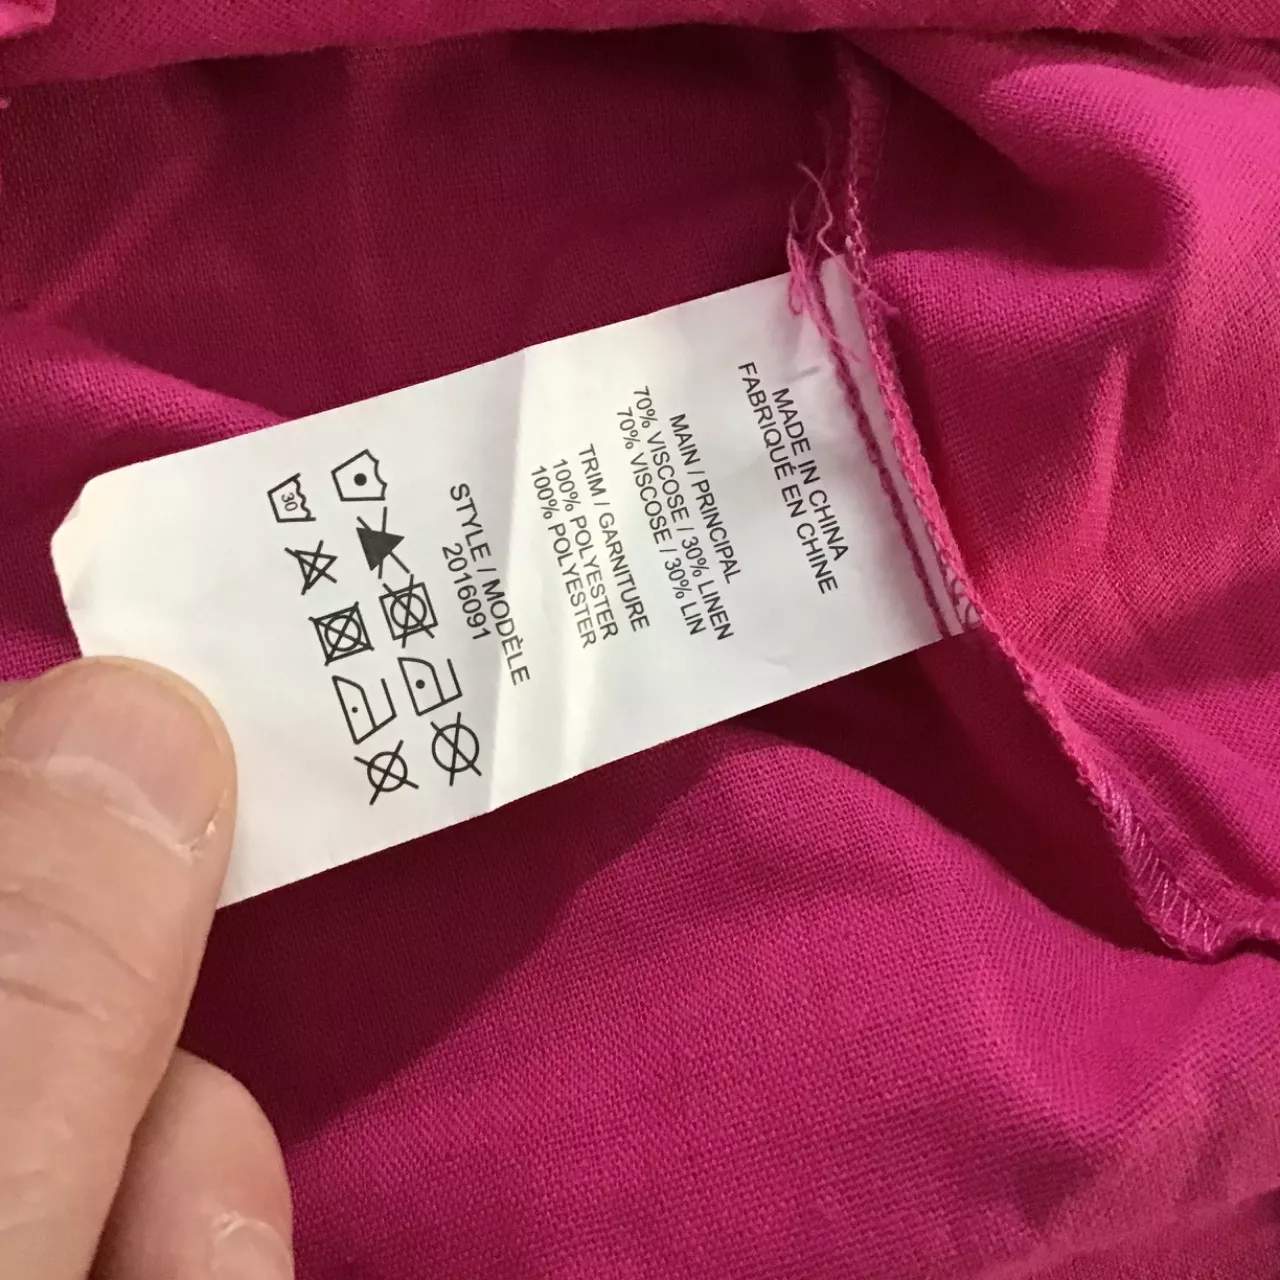 MADE IN CHINA
FABRIQUÉ EN CHINE
MAIN / PRINCIPAL
70% VISCOSE / 30% LINEN
70% VISCOSE / 30% LIN
TRIM / GARNITURE
100% POLYESTER
100% POLYESTER
STYLE / MODÈLE
2016091
30